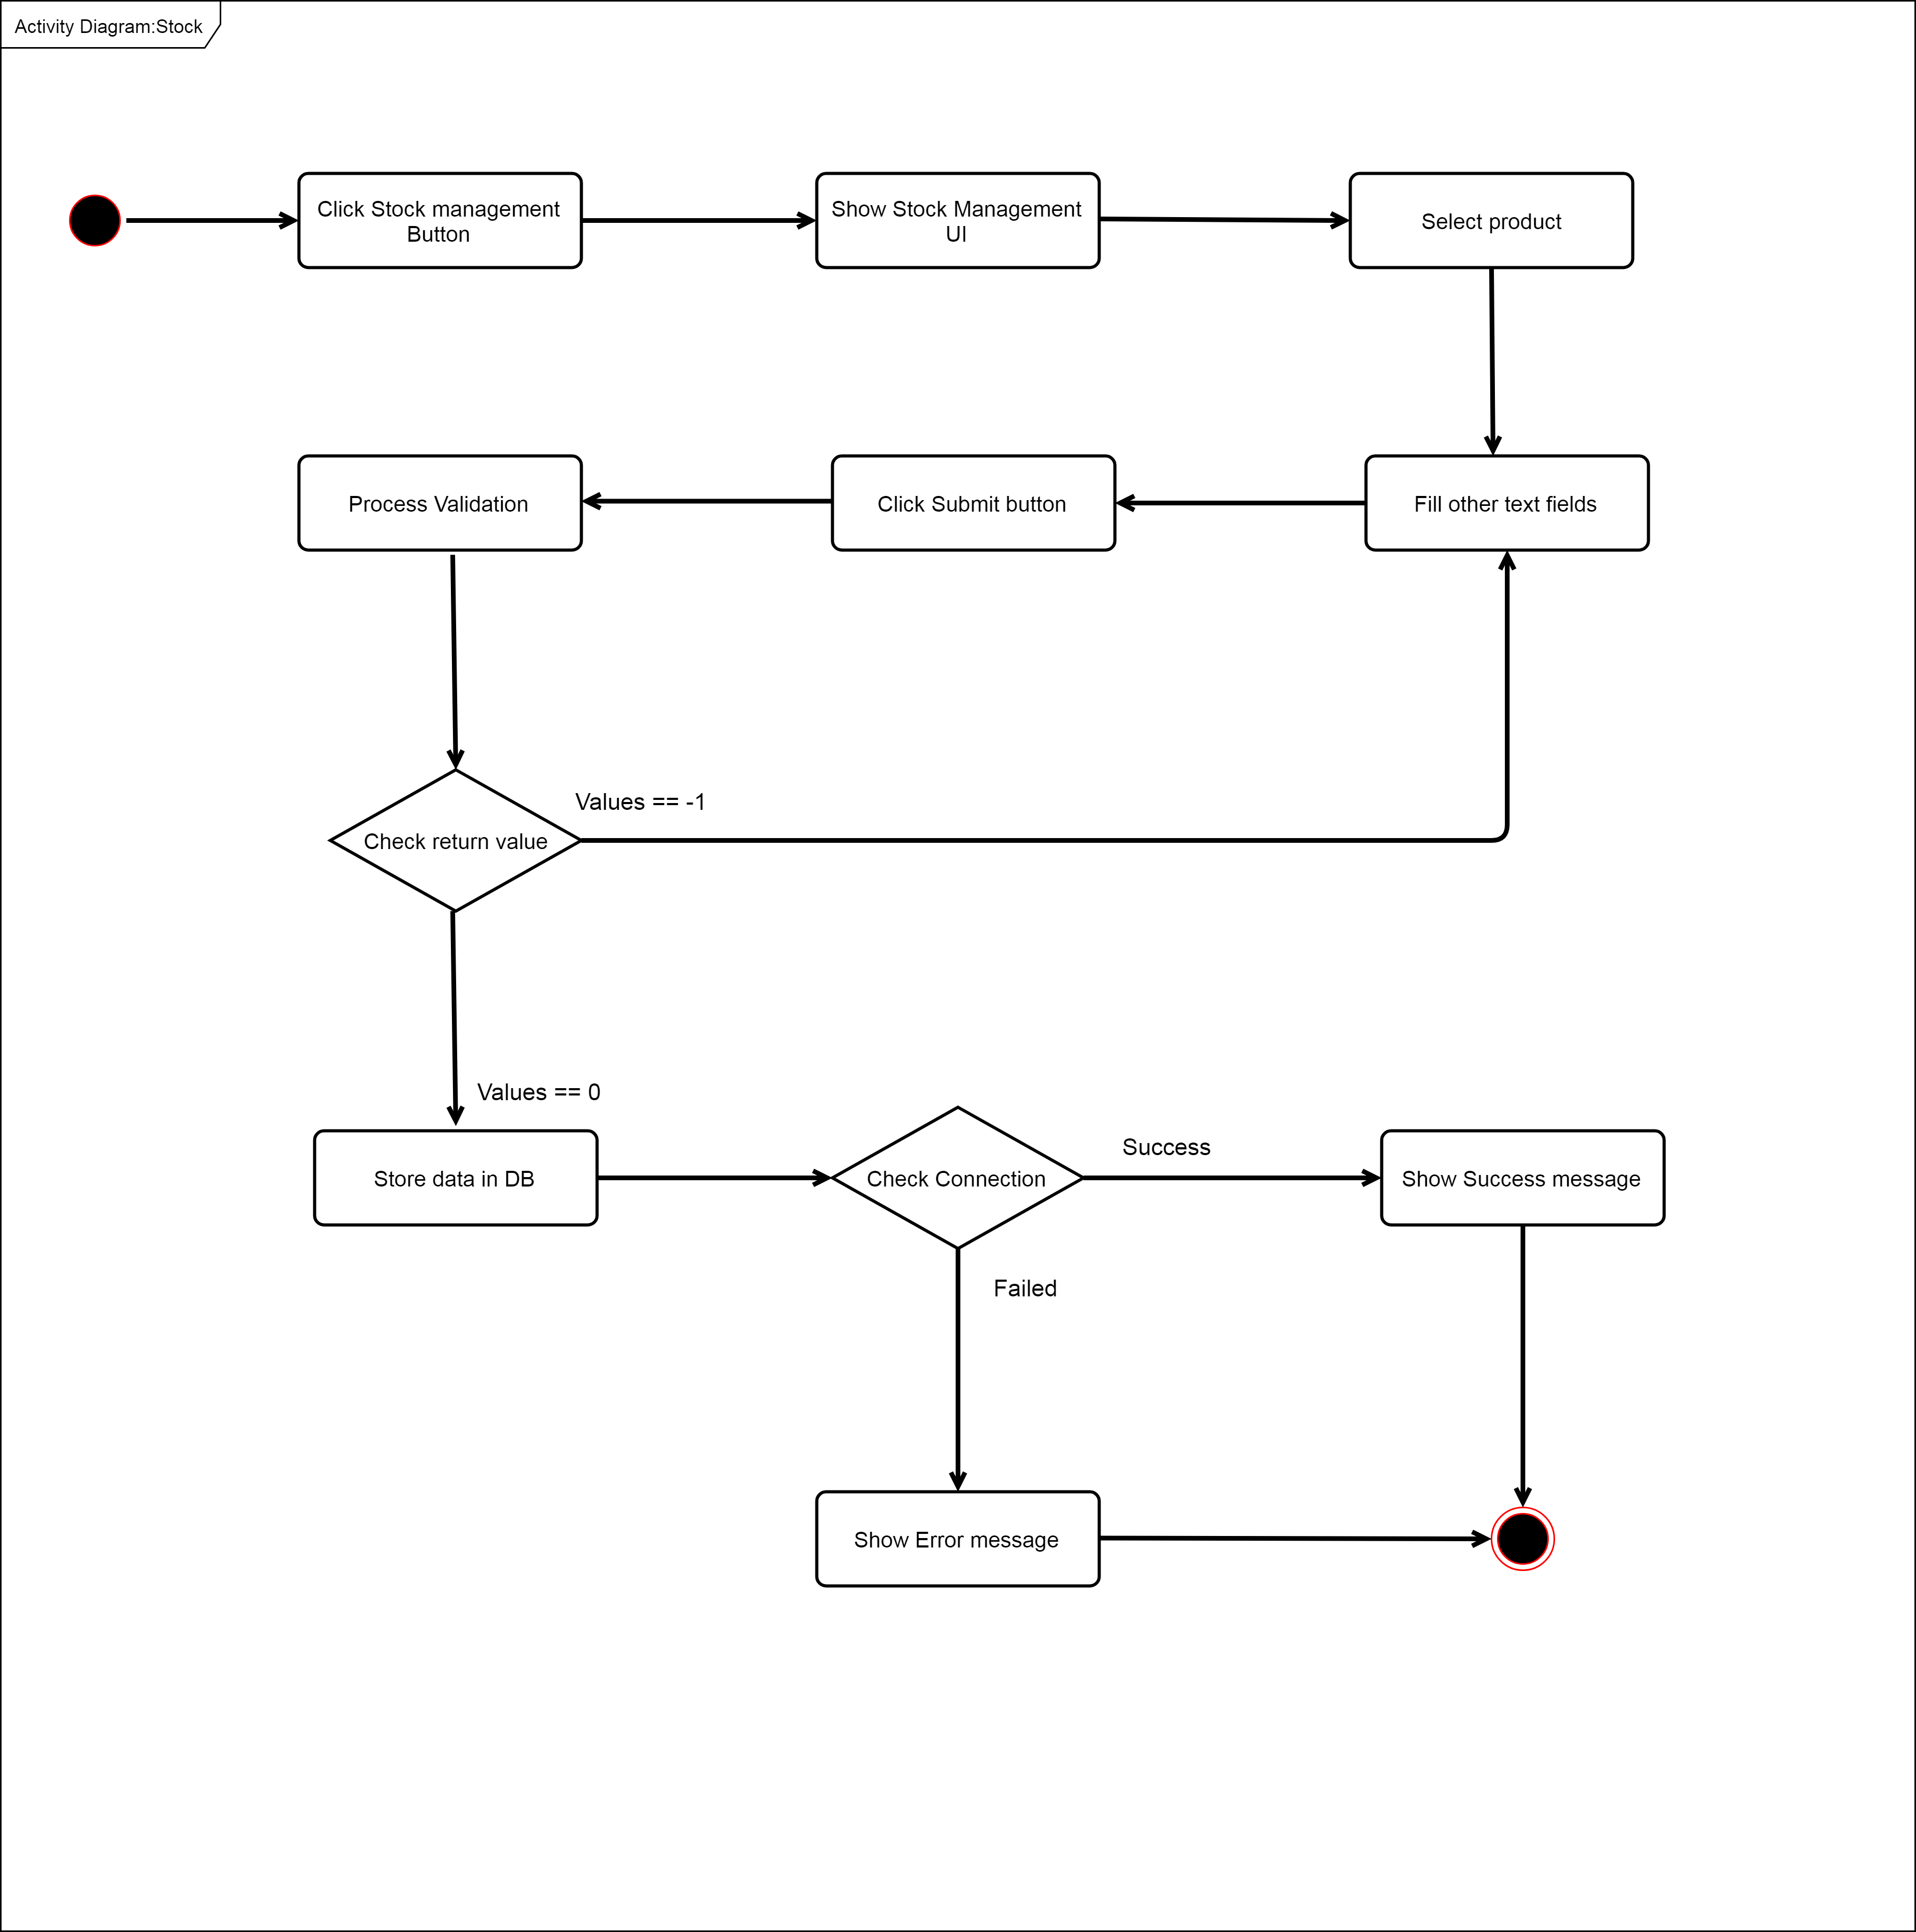 Activity Diagram:Stock
Click Stock management
Button
Show Stock Management
UI
Select product
Process Validation
Click Submit button
Fill other text fields
Values == -1
Check return value
Values == 0
Store data in DB
Check Connection
Success
Show Success message
Failed
Show Error message